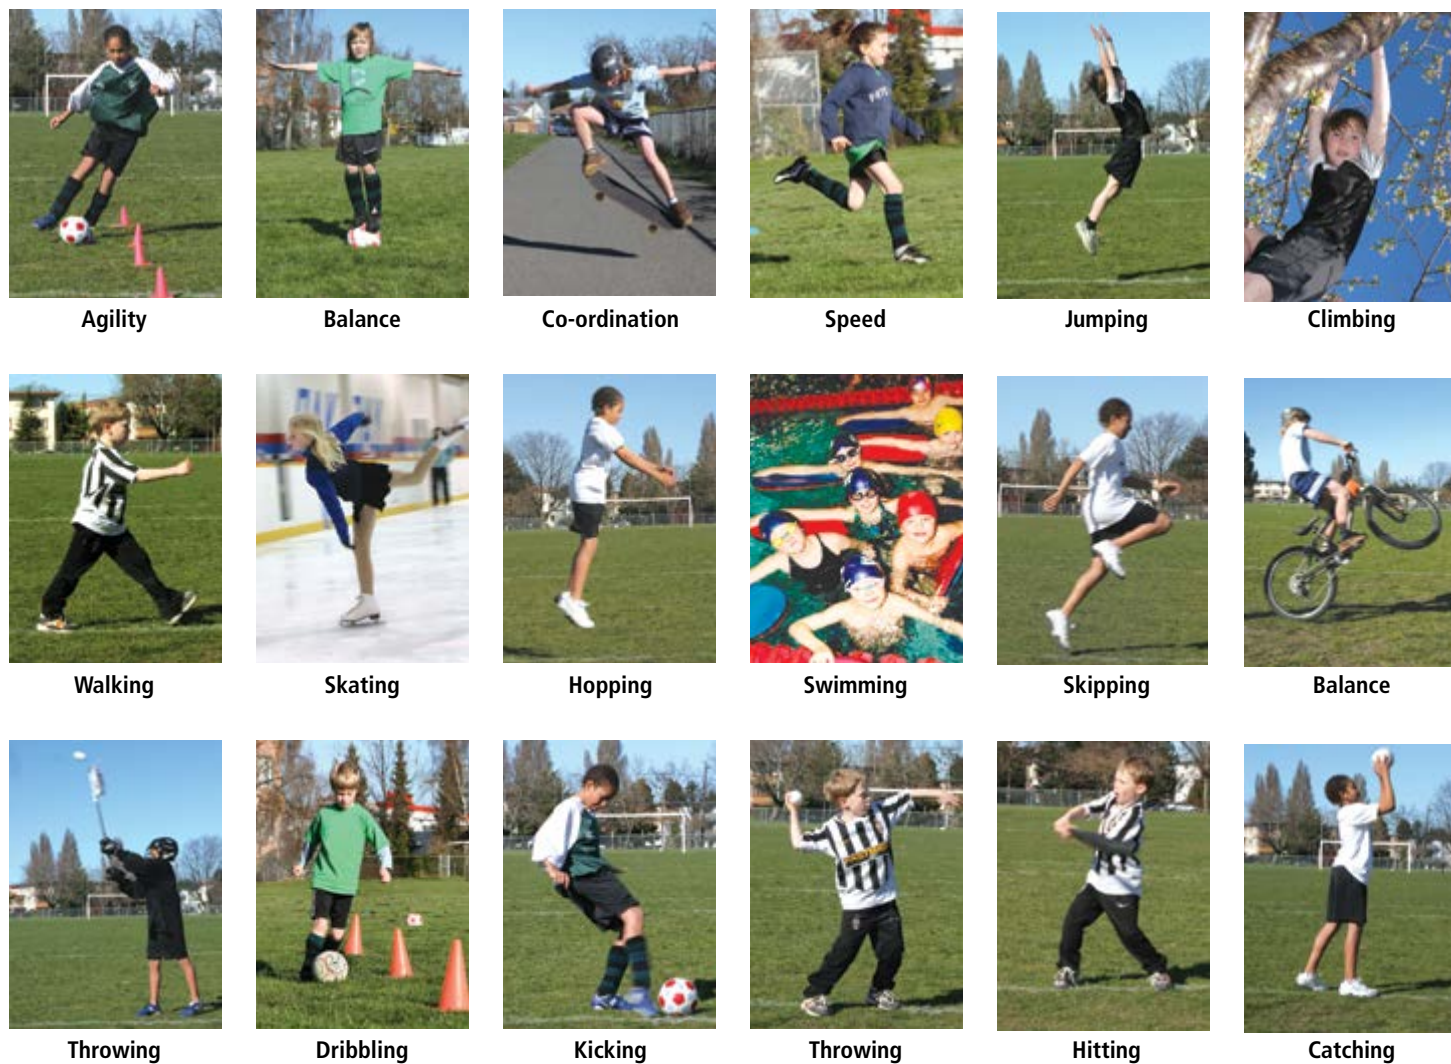 Agility
Balance
Co-ordination
Speed
Jumping
Climbing
Walking
Skating
Hopping
Swimming
Skipping
Balance
Throwing
Dribbling
Kicking
Throwing
Hitting
Catching